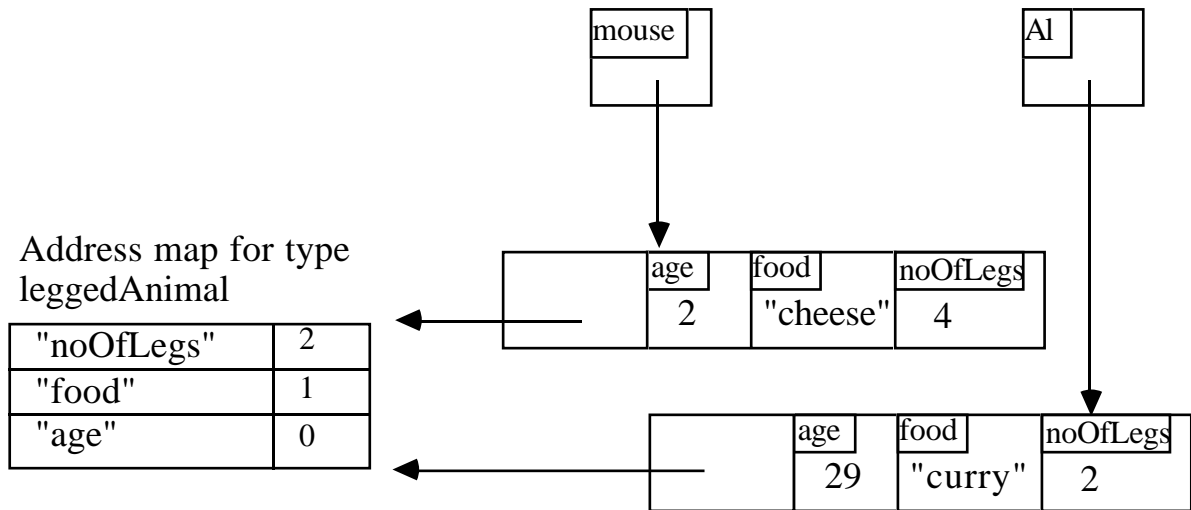 mouse
Al
Address map for type
leggedAnimal
age food noOfLegs
2 "cheese" 4
"noOfLegs" 2
"food" 1
"age" 0
age food noOfLegs
29 "curry" 2